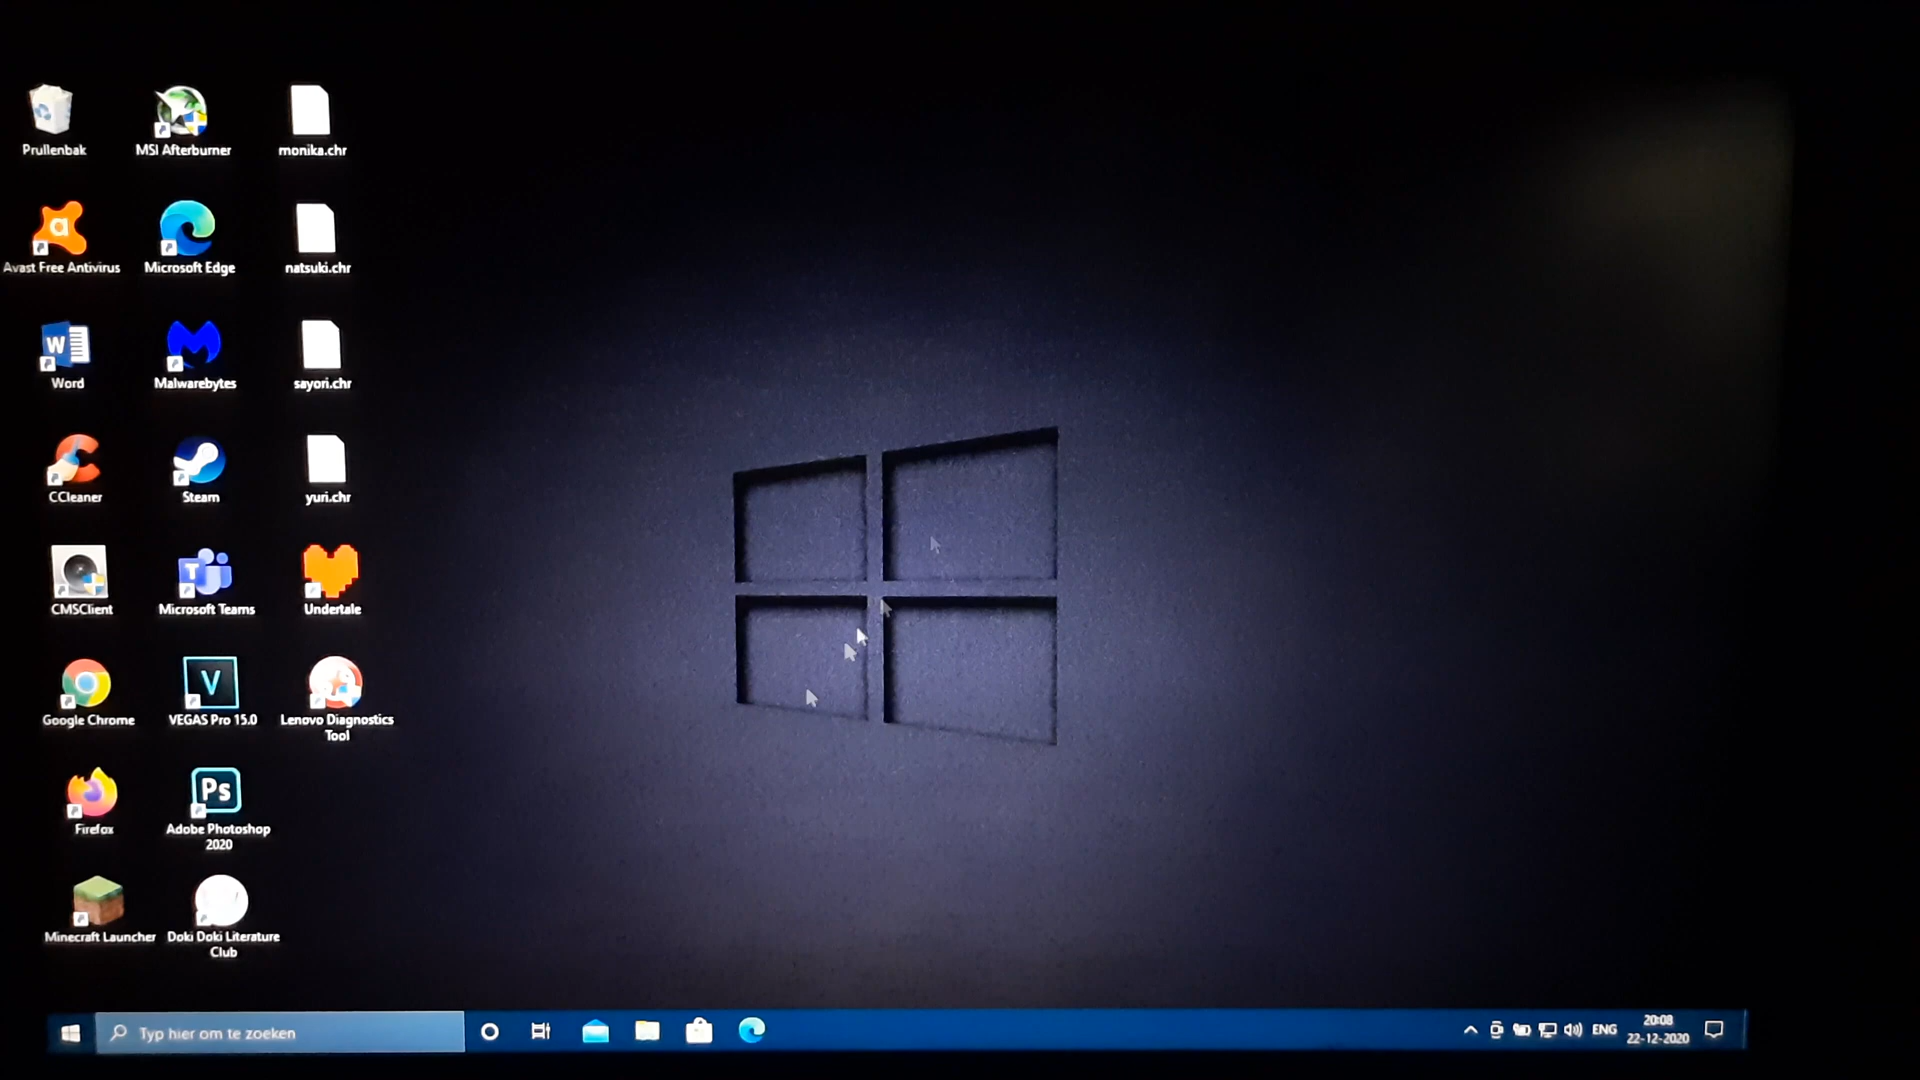 Prullenbak
MSI Afterburner
monika.chr
a
Avast Free Antivirus
Microsoft Edge
natsuki.chr
W
Word
Malwarebytes
sayori.chr
CCleaner
Steam
yuri.chr
CMSClient
T
Microsoft Teams
Undertale
Google Chrome
V
VEGAS Pro 15.0
Lenovo Diagnostics
Tool
Firefox
Ps
Adobe Photoshop
2020
Minecraft Launcher
Doki Doki Literature
Club
Typ hier om te zoeken
ENG
20:08
22-12-2020